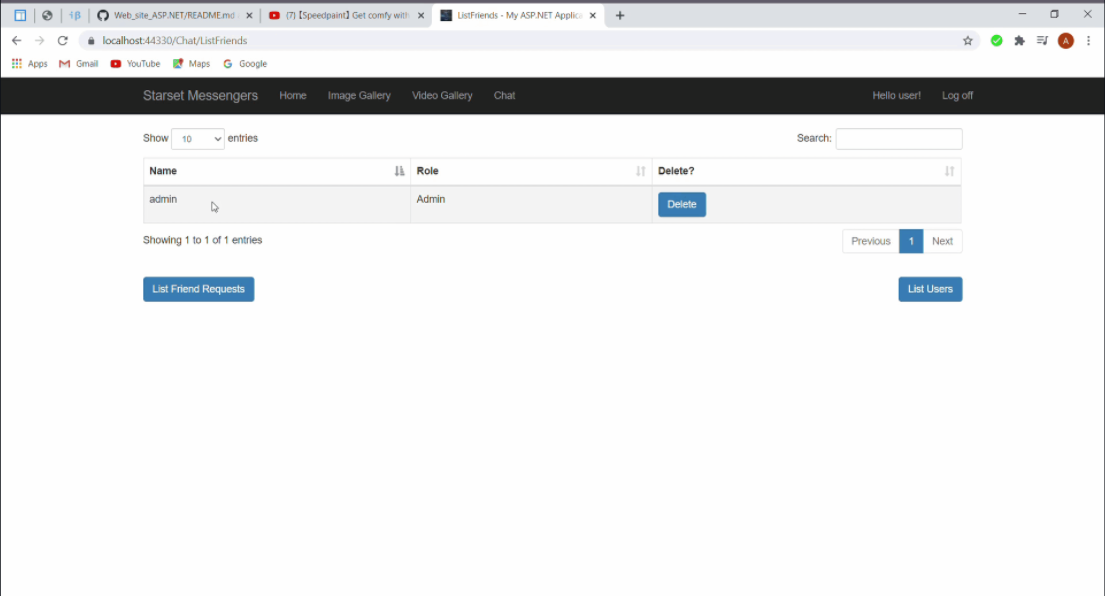 Web_site_ASP.NET/README.md
(7) [Speedpaint] Get comfy with
ListFriends - My ASP.NET Applic
localhost:44330/Chat/ListFriends
A
Apps Gmail YouTube Maps Google
Starset Messengers Home Image Gallery Video Gallery Chat Hello user! Log off
Show 10 entries Search:
Name Role Delete?
admin Admin Delete
Showing 1 to 1 of 1 entries Previous 1 Next
List Friend Requests List Users